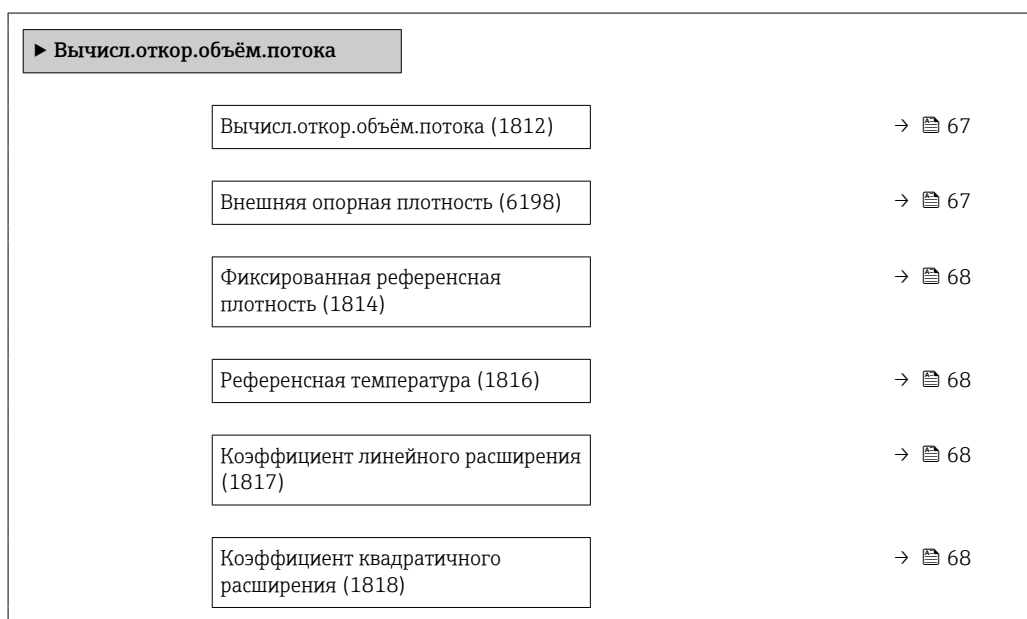 ▶ Вычисл.откор.объём.потока
Вычисл.откор.объём.потока (1812) → 67
Внешняя опорная плотность (6198) → 67
Фиксированная референсная → 68
плотность (1814)
Референсная температура (1816) → 68
Коэффициент линейного расширения → 68
(1817)
Коэффициент квадратичного → 68
расширения (1818)